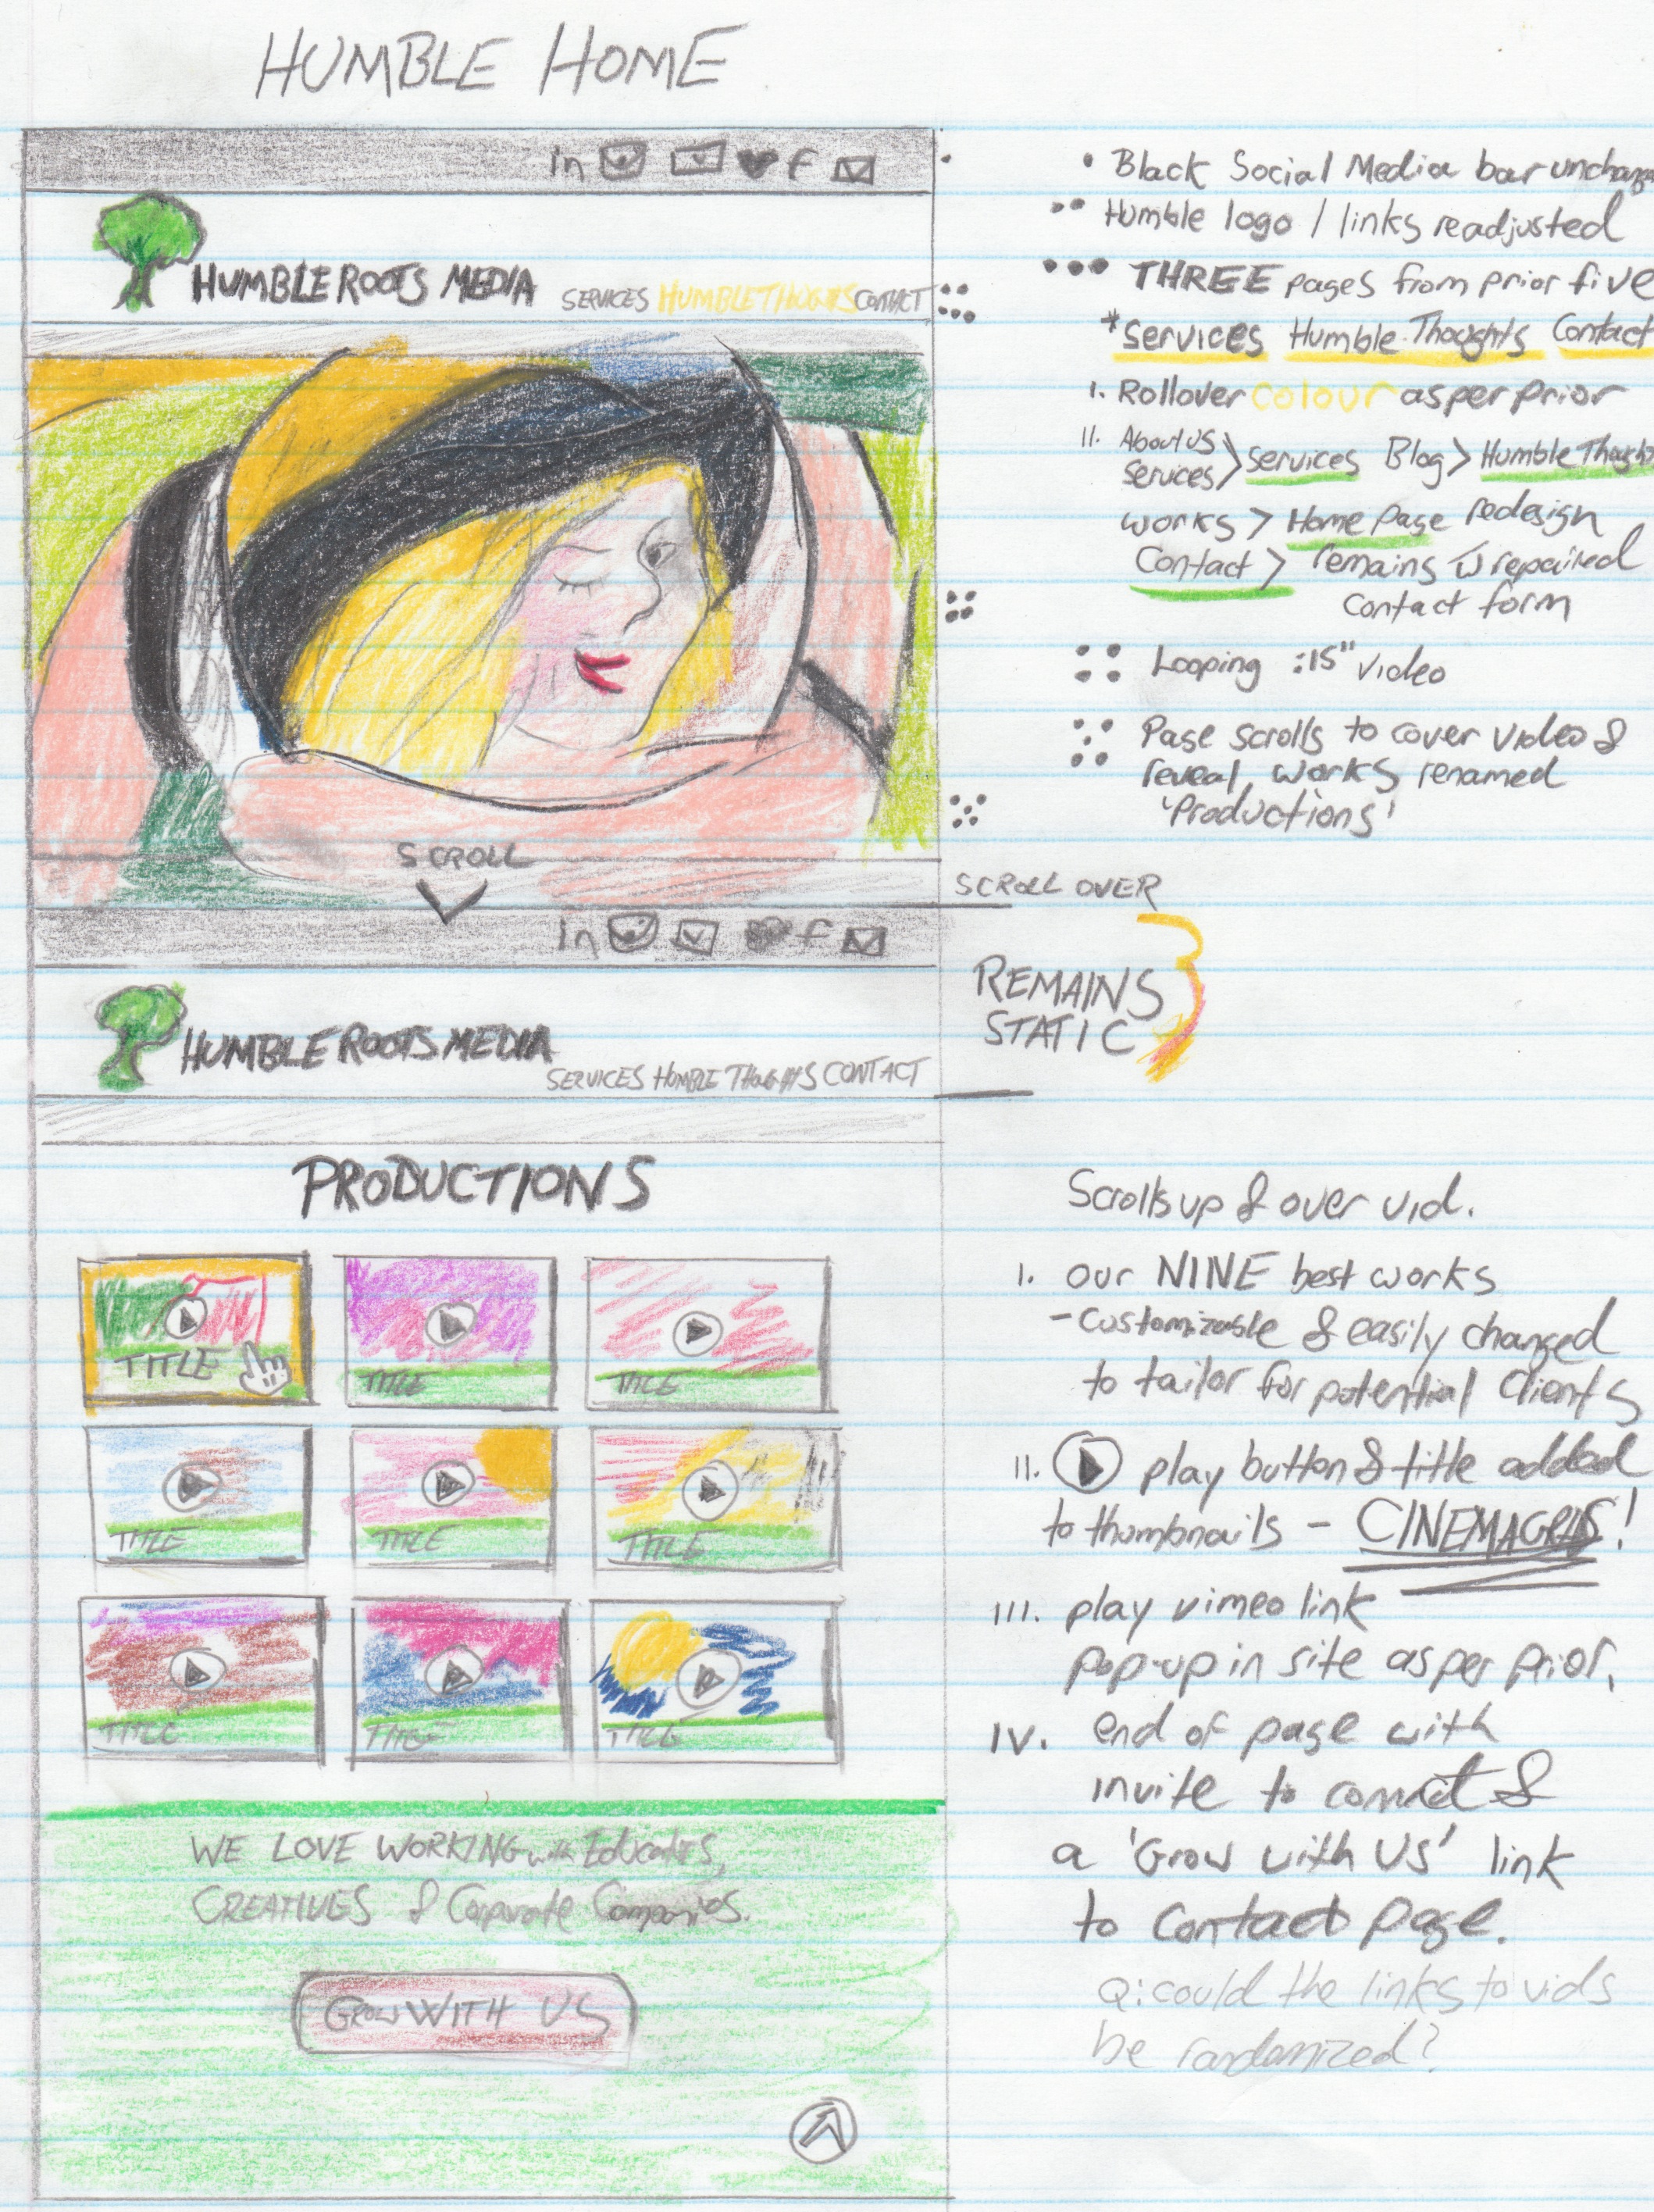 HUMBLE HOME
in f
HUMBLE ROOTS MEDIA
SERVICES HUMBLE THOUGHTS CONTACT
SCROLL
in f
HUMBLE ROOTS MEDIA
SERVICES HUMBLE THOUGHTS CONTACT
PRODUCTIONS
TITLE TITLE TITLE
TITLE TITLE TITLE
TITLE TITLE TITLE
WE LOVE WORKING with Educates,
CREATIVES & Corporate Companies.
GROW WITH US
• Black Social Media bar
•• Humble logo / links readjusted
••• THREE pages from prior five
*Services Humble Thoughts Contact
I. Rollover colour as per prior
II. About US
Services > Services Blog > Humble Thoughts
works > Home Page redesign
Contact > remains w repaired
Contact form
:: Looping :15" video
Page scrolls to cover video &
reveal works renamed
'Productions'
SCROLL OVER
REMAINS
STATIC
Scrolls up & over vid.
I. our NINE best works
- customizable & easily changed
to tailor for potential clients
II. play button & title added
to thumbnails -
III. play vimeo link
pop-up in site as per prior.
IV. end of page with
invite to connect &
a 'Grow with US' link
to Contact page.
Q: could the links to vids
be randomized?